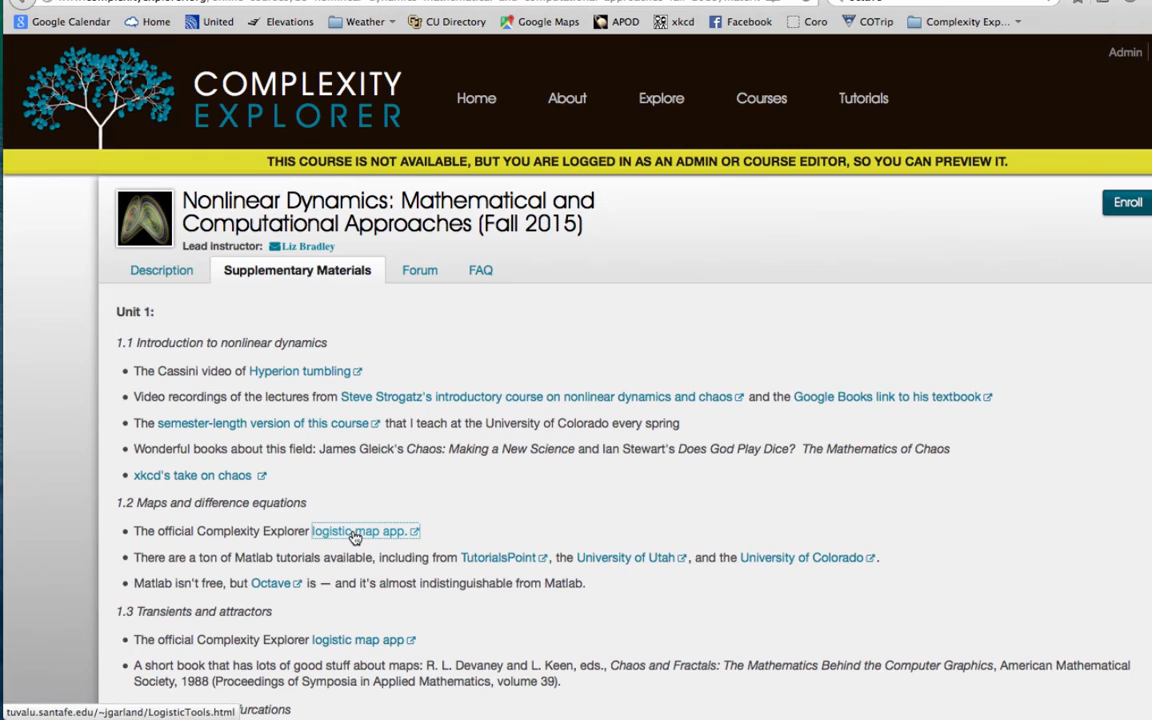 Google Calendar Home United Elevations Weather CU Directory Google Maps APOD xkcd Facebook Coro COTrip Complexity Exp...
Admin
COMPLEXITY
EXPLORER
Home About Explore Courses Tutorials
THIS COURSE IS NOT AVAILABLE, BUT YOU ARE LOGGED IN AS AN ADMIN OR COURSE EDITOR, SO YOU CAN PREVIEW IT.
Nonlinear Dynamics: Mathematical and
Computational Approaches (Fall 2015)
Enroll
Lead instructor: Liz Bradley
Description Supplementary Materials Forum FAQ
Unit 1:
1.1 Introduction to nonlinear dynamics
• The Cassini video of Hyperion tumbling
• Video recordings of the lectures from Steve Strogatz's introductory course on nonlinear dynamics and chaos and the Google Books link to his textbook
• The semester-length version of this course that I teach at the University of Colorado every spring
• Wonderful books about this field: James Gleick's Chaos: Making a New Science and Ian Stewart's Does God Play Dice? The Mathematics of Chaos
• xkcd's take on chaos
1.2 Maps and difference equations
• The official Complexity Explorer logistic map app.
• There are a ton of Matlab tutorials available, including from TutorialsPoint, the University of Utah, and the University of Colorado.
• Matlab isn't free, but Octave is — and it's almost indistinguishable from Matlab.
1.3 Transients and attractors
• The official Complexity Explorer logistic map app
• A short book that has lots of good stuff about maps: R. L. Devaney and L. Keen, eds., Chaos and Fractals: The Mathematics Behind the Computer Graphics, American Mathematical
Society, 1988 (Proceedings of Symposia in Applied Mathematics, volume 39).
tuvalu.santafe.edu/~jgarland/LogisticTools.html furcations